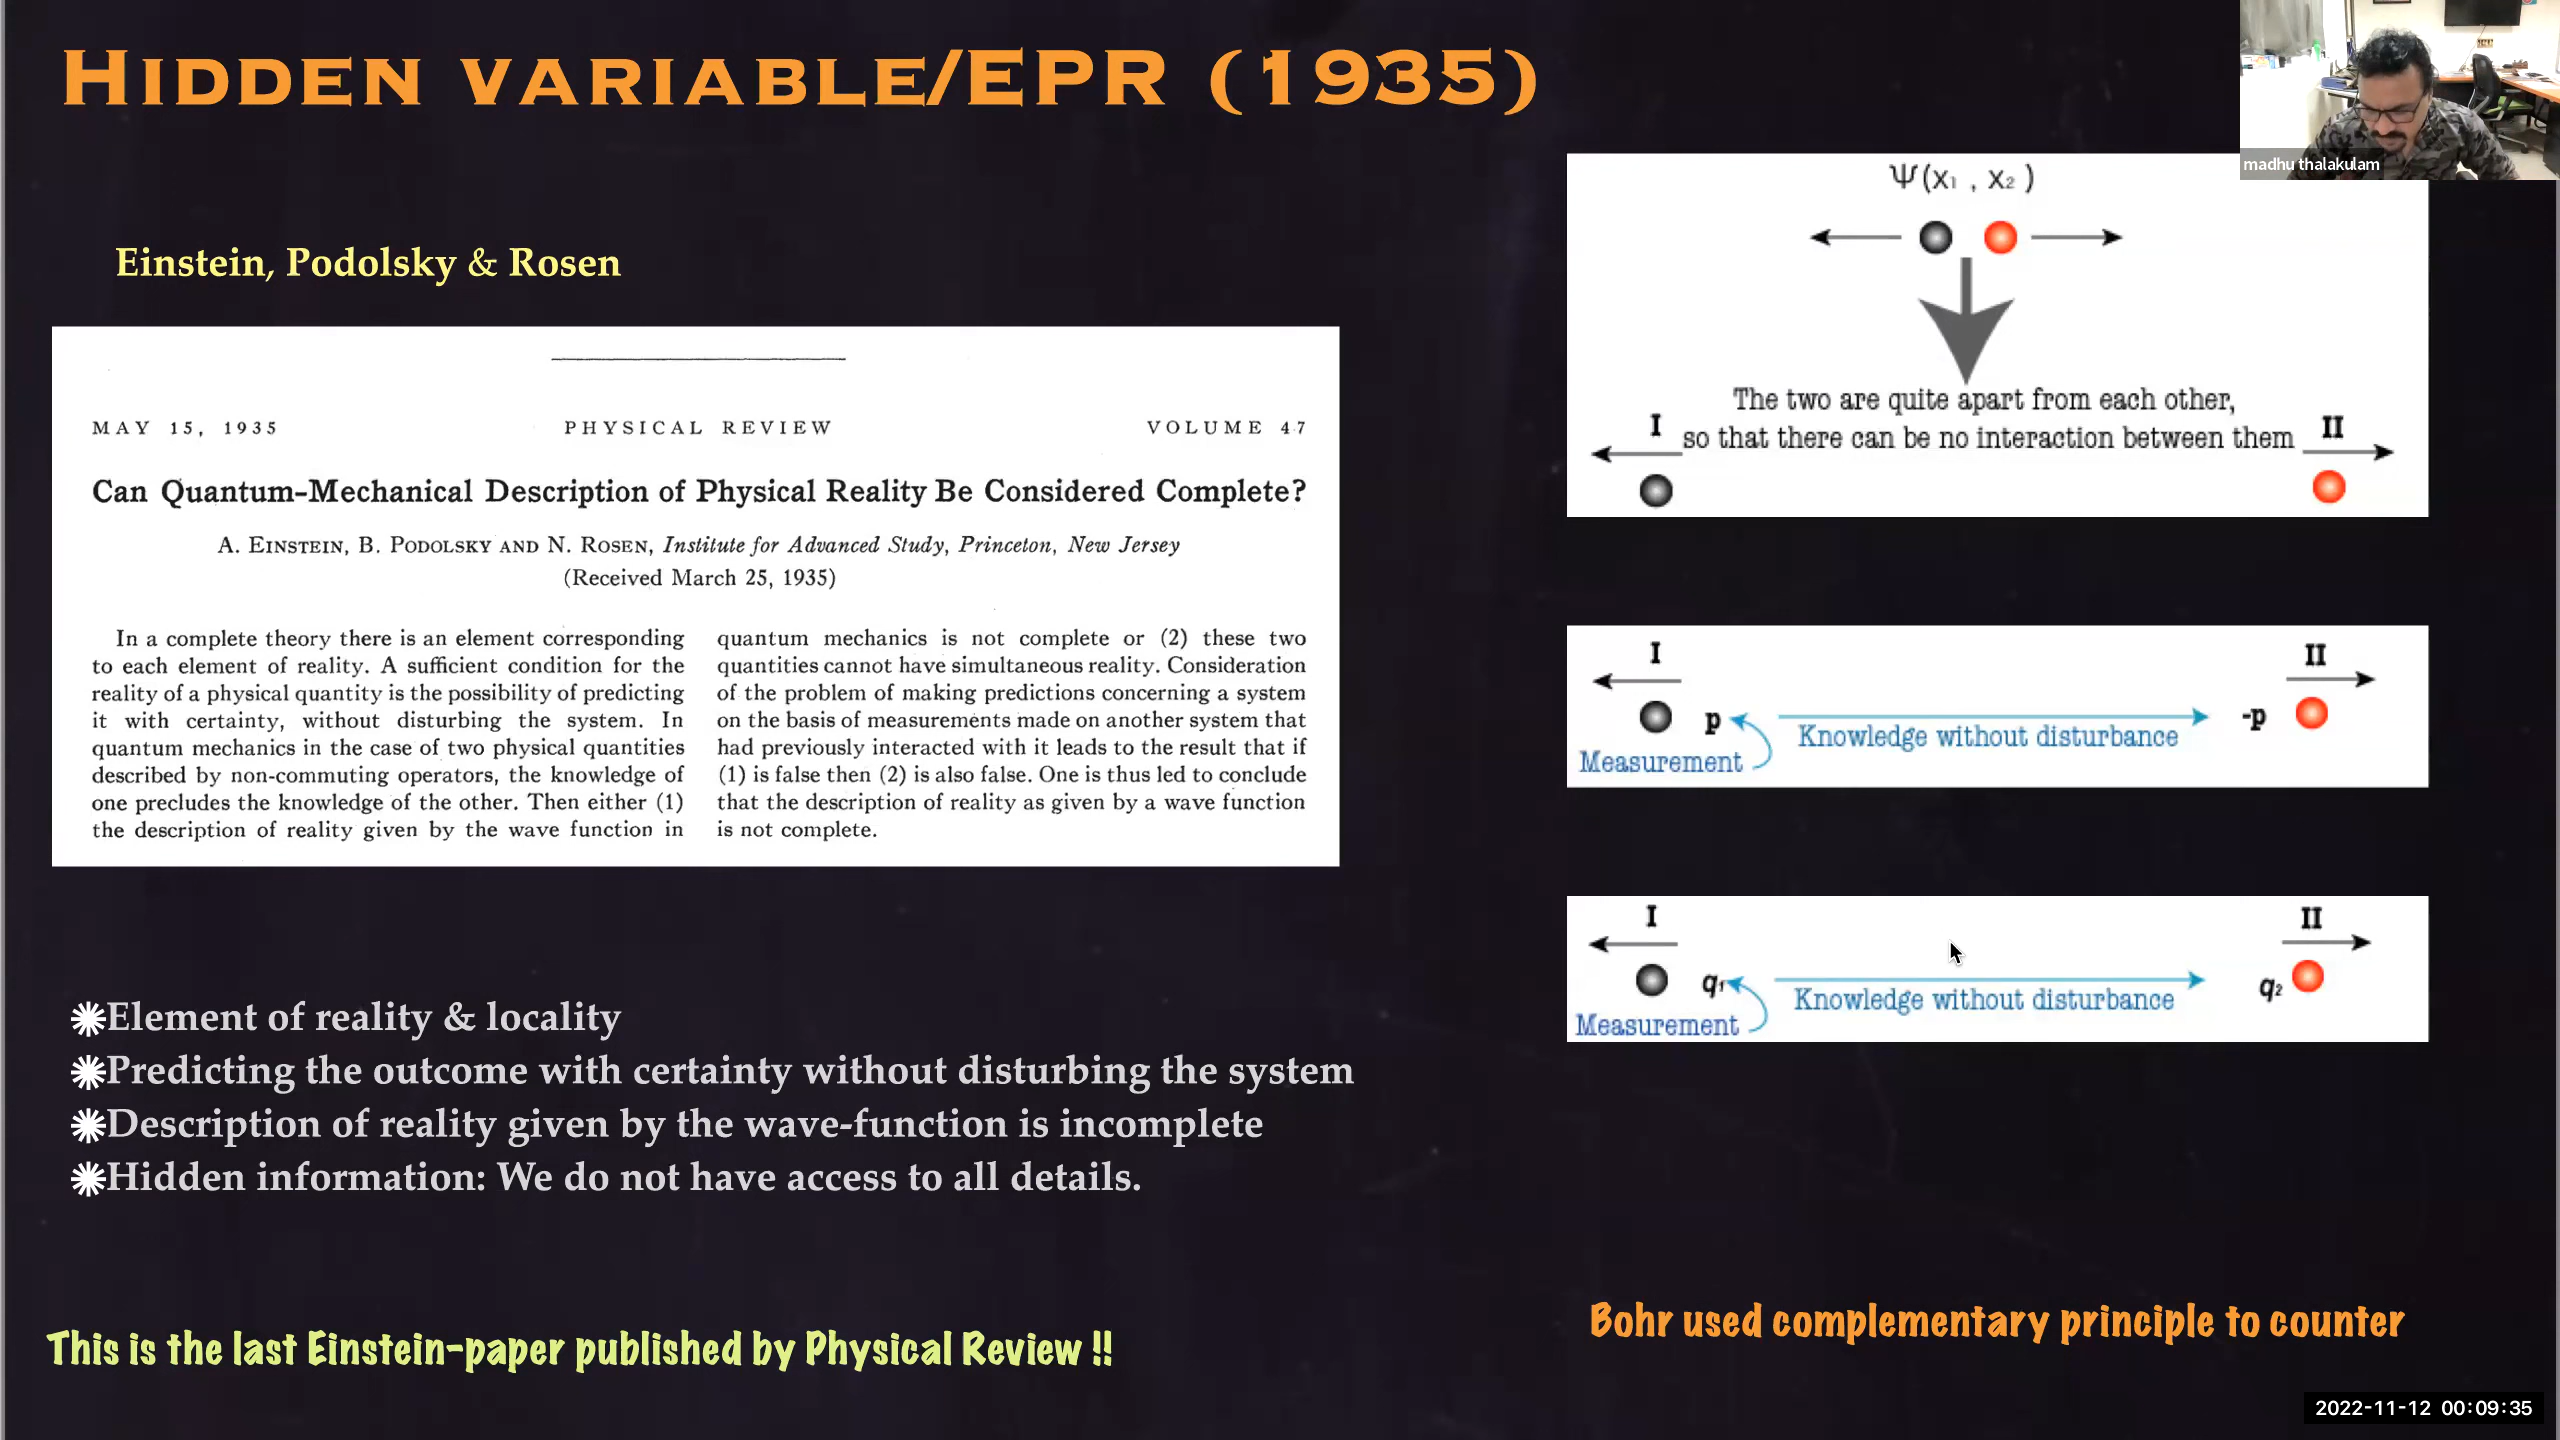 HIDDEN VARIABLE/EPR (1935)
madhu thalakulam
Einstein, Podolsky & Rosen
MAY 15, 1935 PHYSICAL REVIEW VOLUME 47
Can Quantum-Mechanical Description of Physical Reality Be Considered Complete?
A. EINSTEIN, B. PODOLSKY AND N. ROSEN, Institute for Advanced Study, Princeton, New Jersey
(Received March 25, 1935)
In a complete theory there is an element corresponding
to each element of reality. A sufficient condition for the
reality of a physical quantity is the possibility of predicting
it with certainty, without disturbing the system. In
quantum mechanics in the case of two physical quantities
described by non-commuting operators, the knowledge of
one precludes the knowledge of the other. Then either (1)
the description of reality given by the wave function in
quantum mechanics is not complete or (2) these two
quantities cannot have simultaneous reality. Consideration
of the problem of making predictions concerning a system
on the basis of measurements made on another system that
had previously interacted with it leads to the result that if
(1) is false then (2) is also false. One is thus led to conclude
that the description of reality as given by a wave function
is not complete.
✺Element of reality & locality
✺Predicting the outcome with certainty without disturbing the system
✺Description of reality given by the wave-function is incomplete
✺Hidden information: We do not have access to all details.
This is the last Einstein-paper published by Physical Review !!
Ψ(x₁ , x₂ )
The two are quite apart from each other,
I so that there can be no interaction between them II
I II
p -p
Knowledge without disturbance
Measurement
I II
q₁ q₂
Knowledge without disturbance
Measurement
Bohr used complementary principle to counter
2022-11-12 00:09:35